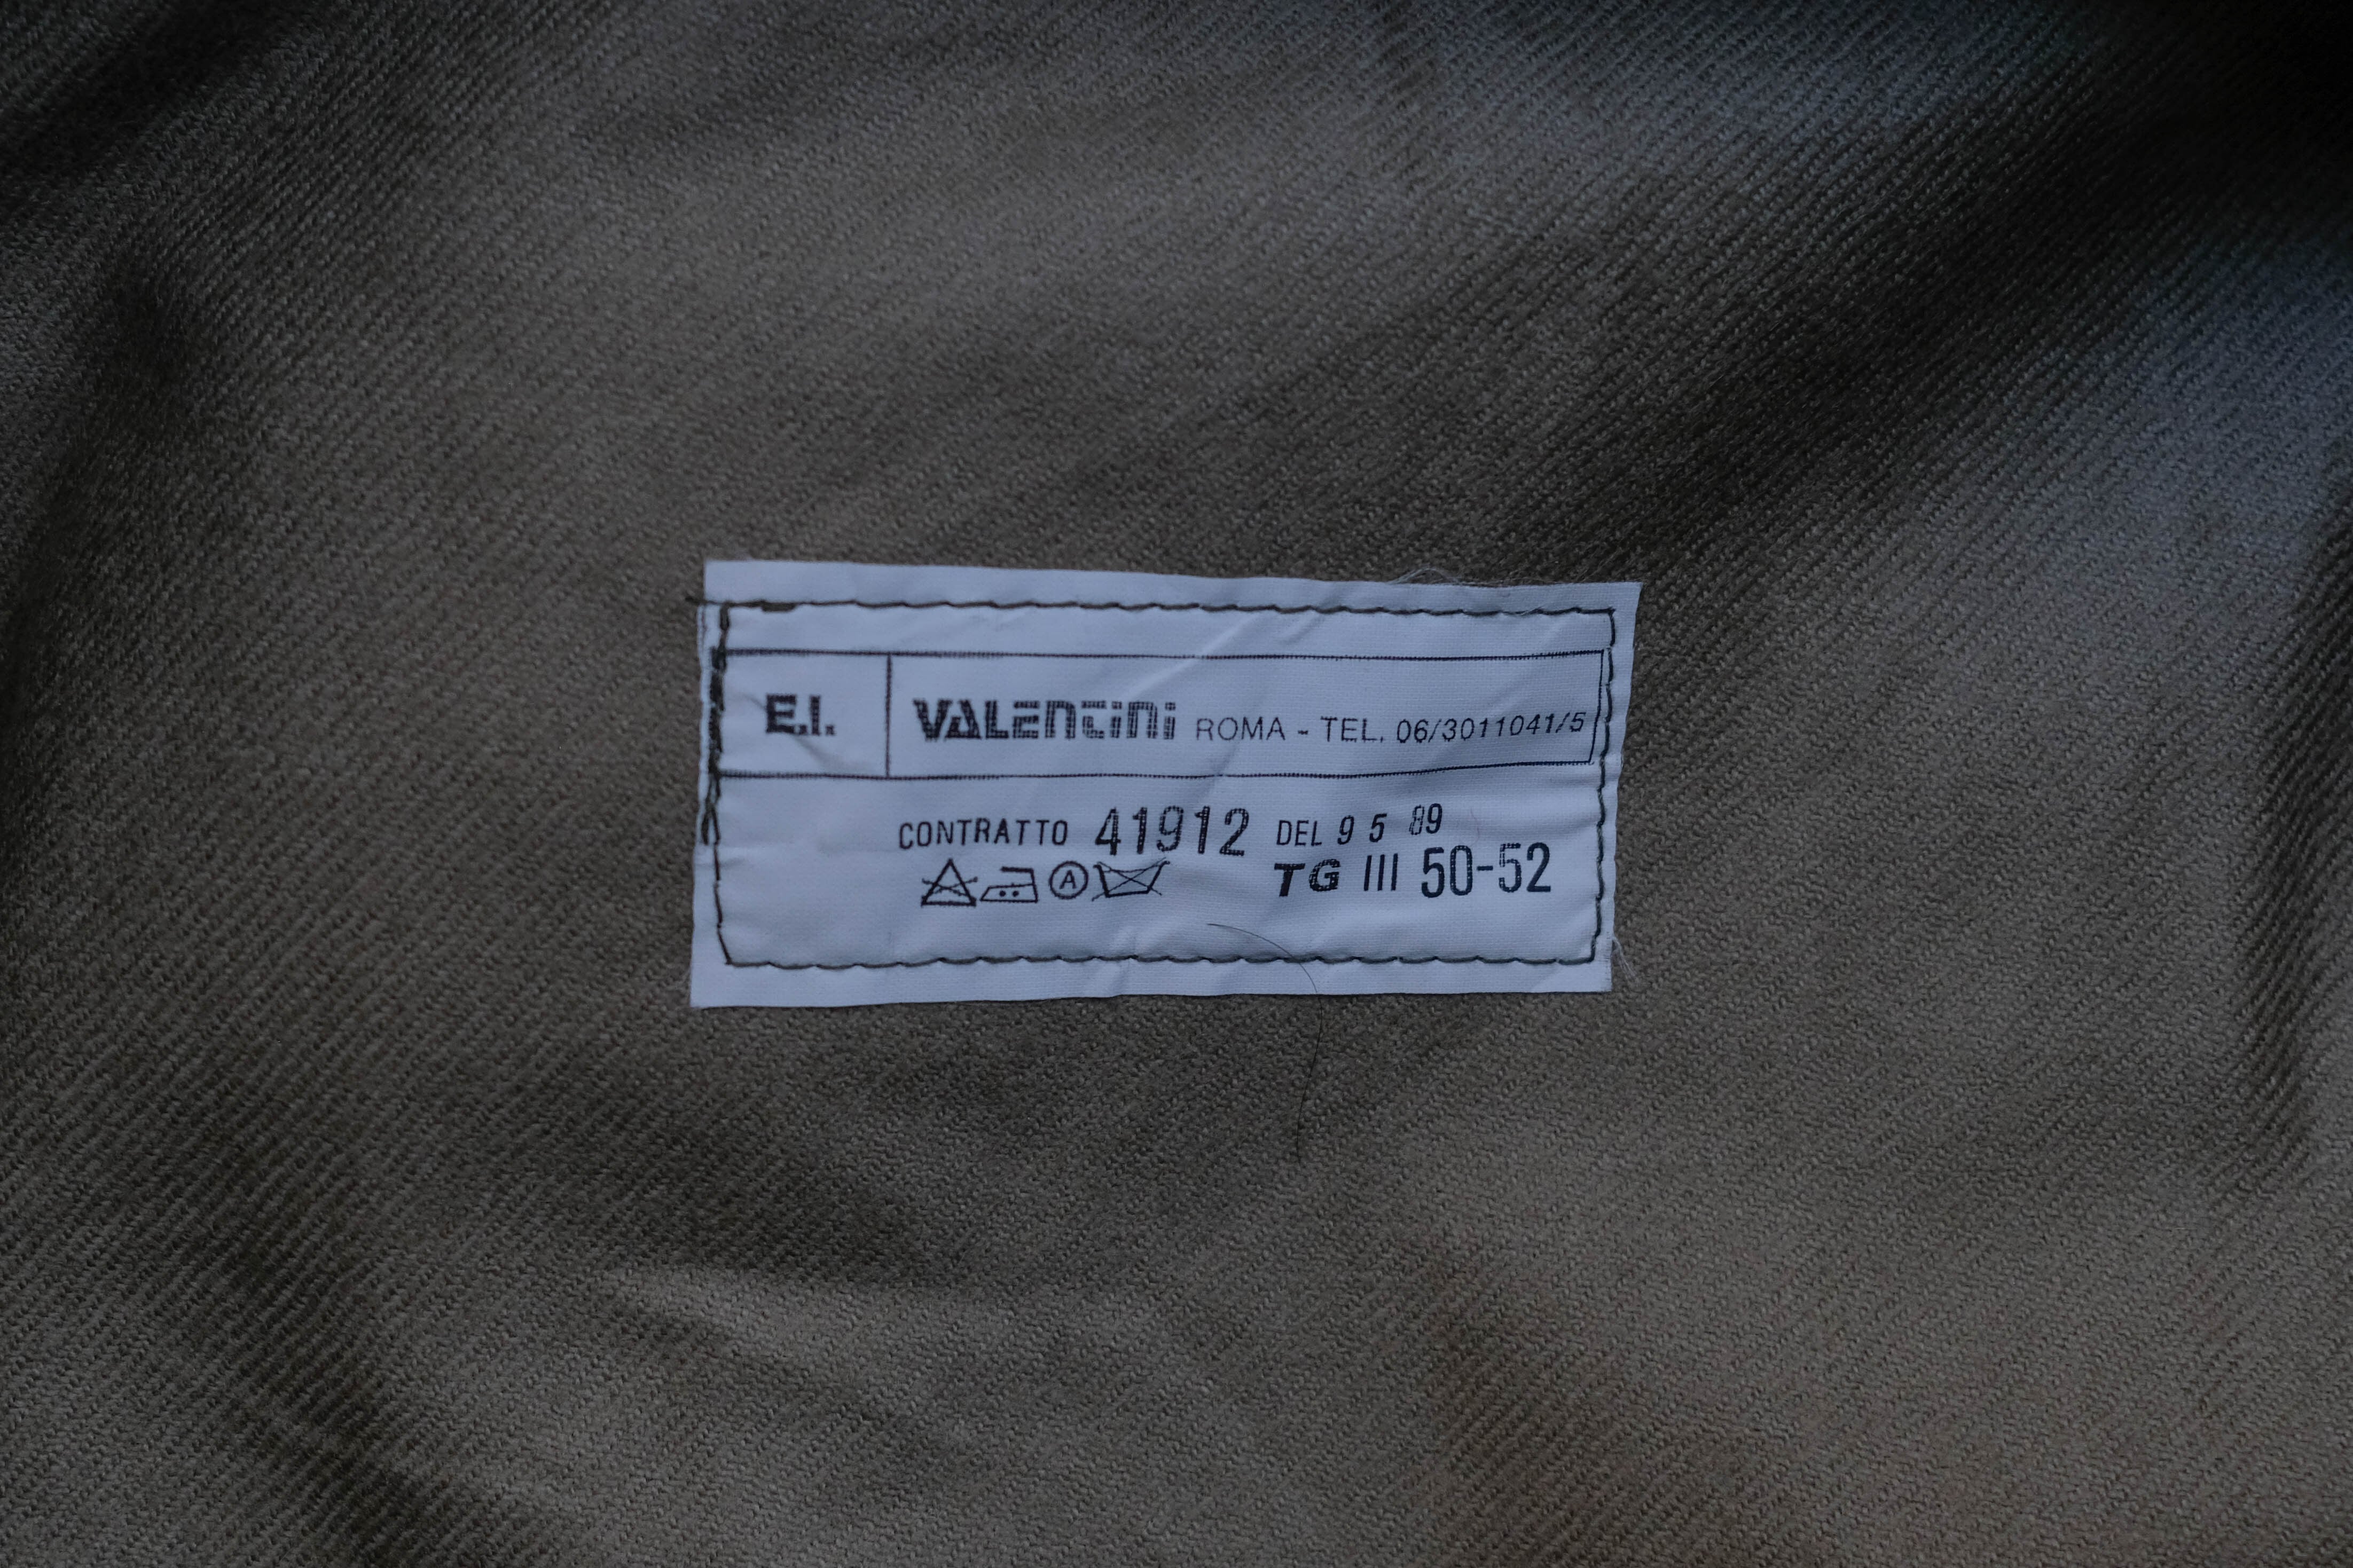 E.I. VALENTINI ROMA - TEL. 06/3011041/5
CONTRATTO 41912 DEL 9 5 89
A TG III 50-52